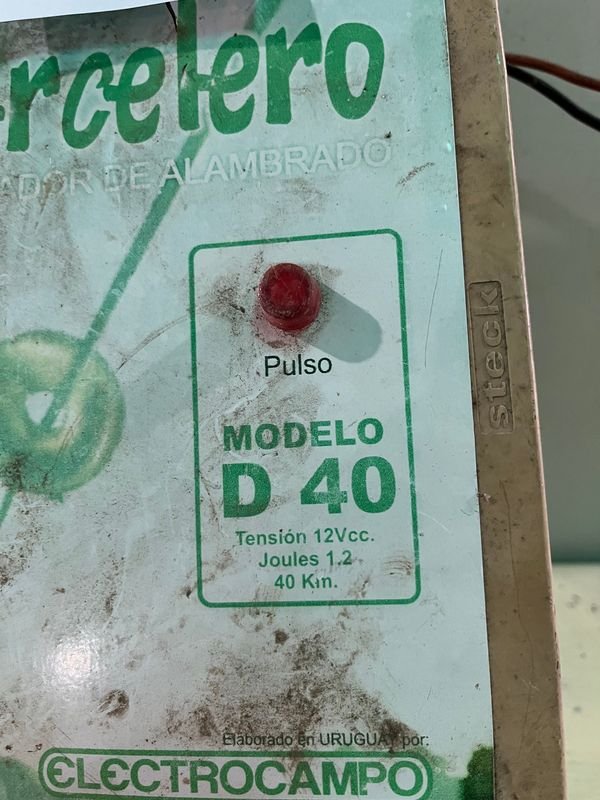 rcelero
ADOR DE ALAMBRADO
Pulso
MODELO
D 40
Tensión 12Vcc.
Joules 1.2
40 Km.
steck
Elaborado en URUGUAY por:
ELECTROCAMPO